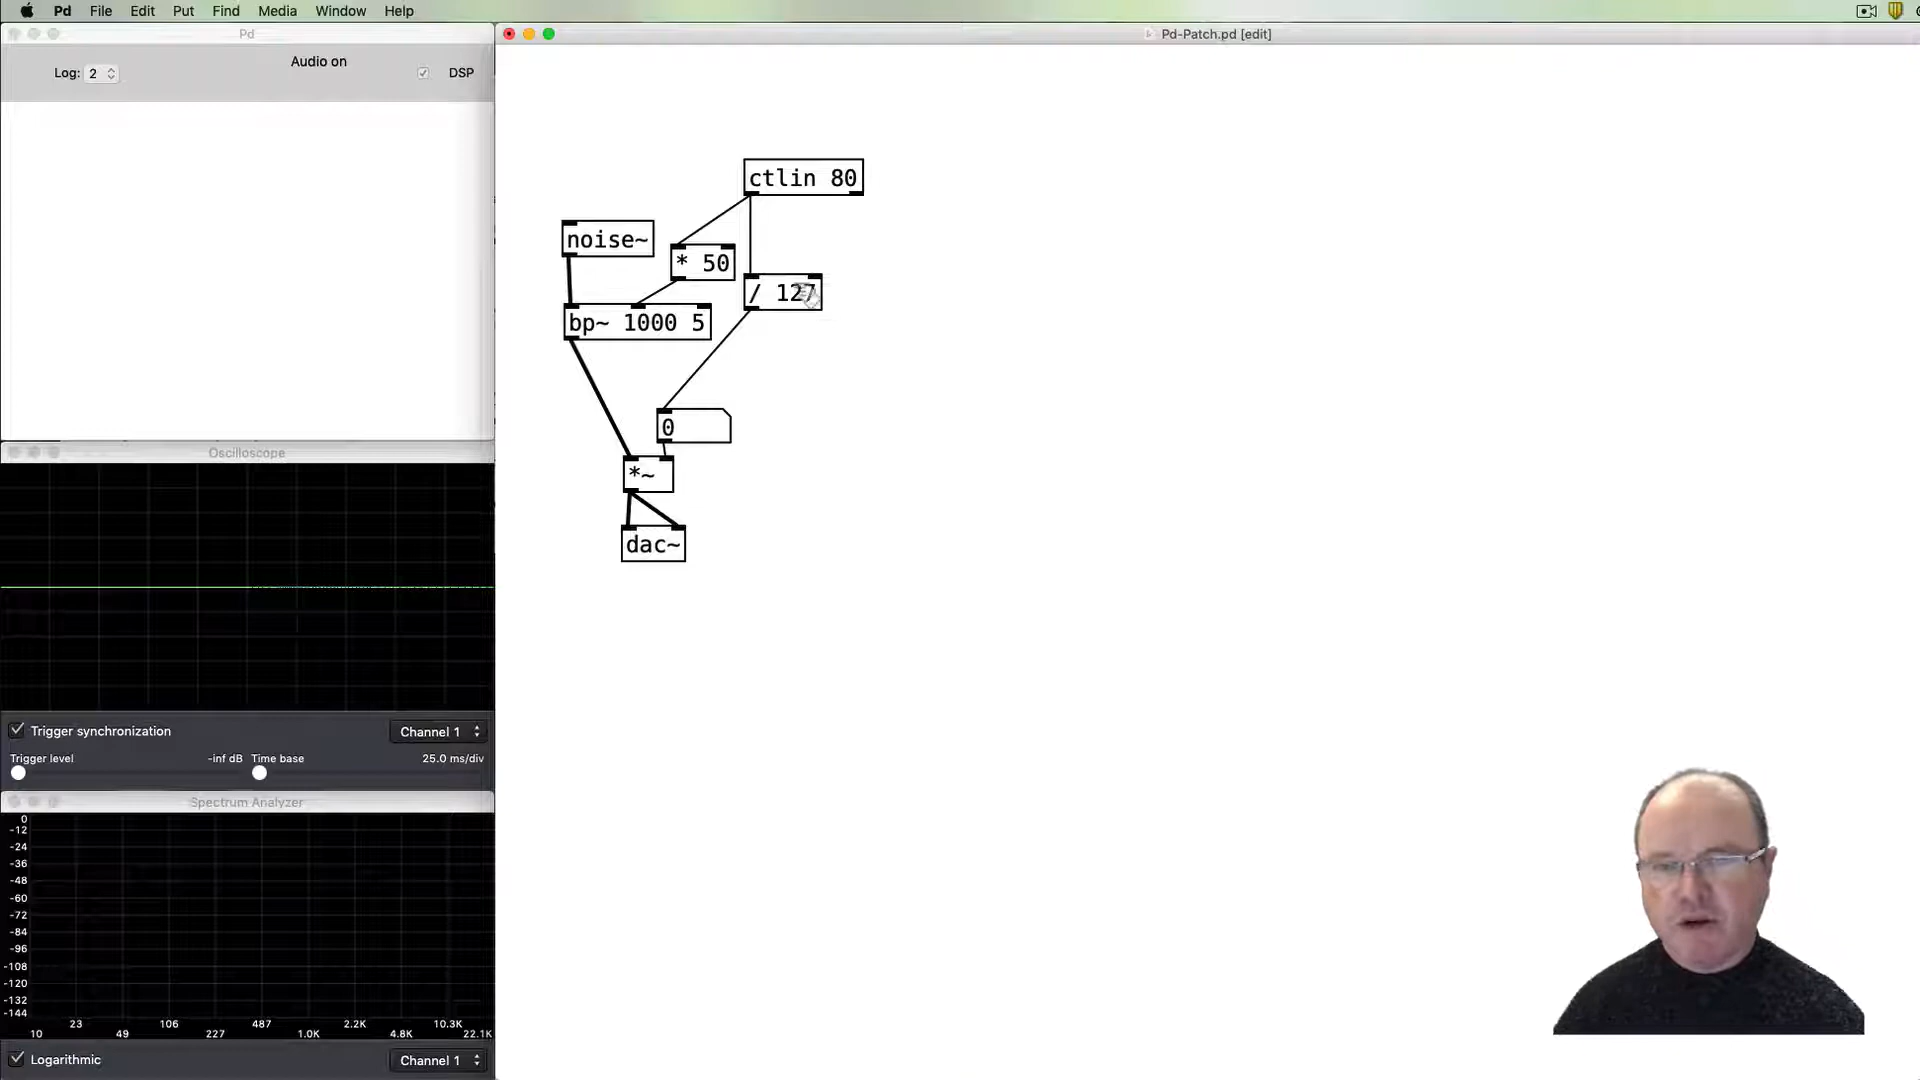 Pd File Edit Put Find Media Window Help
Pd
Pd-Patch.pd [edit]
Audio on
Log: 2
DSP
ctlin 80
noise~
* 50
/ 127
bp~ 1000 5
0
*~
dac~
Oscilloscope
Trigger synchronization
Channel 1
Trigger level
-inf dB
Time base
25.0 ms/div
Spectrum Analyzer
0
-12
-24
-36
-48
-60
-72
-84
-96
-108
-120
-132
-144
23 106 487 2.2K 10.3K
10 49 227 1.0K 4.8K 22.1K
Logarithmic
Channel 1